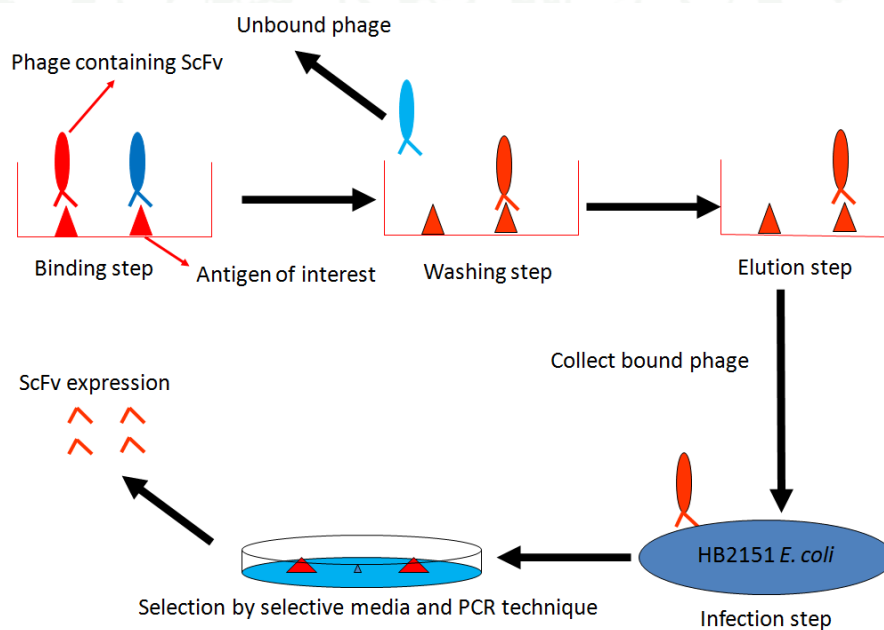 Unbound phage
Phage containing ScFv
Binding step
Antigen of interest
Washing step
Elution step
Collect bound phage
ScFv expression
HB2151 E. coli
Selection by selective media and PCR technique
Infection step